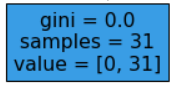 gini = 0.0
samples = 31
value = [0, 31]